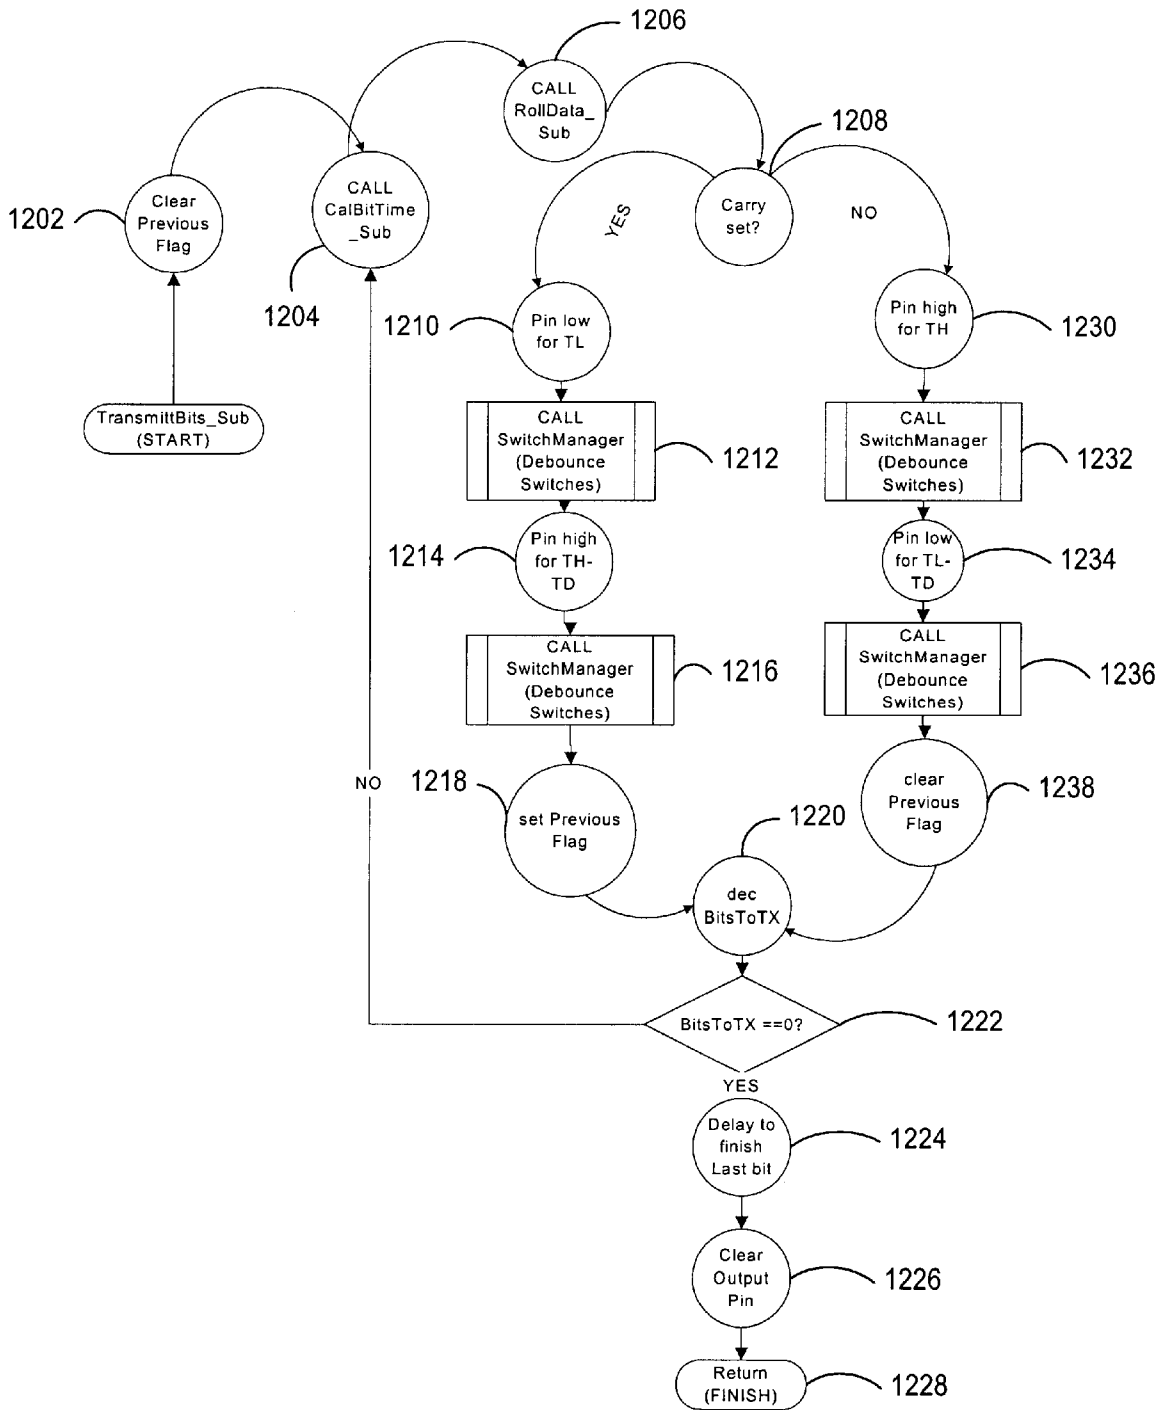 1206
CALL
RollData_
Sub
1208
CALL
CalBitTime
_Sub
1204
Clear
Previous
Flag
1202
TransmittBits_Sub
(START)
Carry
set?
YES
NO
1210
Pin low
for TL
Pin high
for TH
1230
CALL
SwitchManager
(Debounce
Switches)
1212
CALL
SwitchManager
(Debounce
Switches)
1232
1214
Pin high
for TH-
TD
Pin low
for TL-
TD
1234
CALL
SwitchManager
(Debounce
Switches)
1216
CALL
SwitchManager
(Debounce
Switches)
1236
NO
1218
set Previous
Flag
clear
Previous
Flag
1238
1220
dec
BitsToTX
BitsToTX ==0?
1222
YES
Delay to
finish
Last bit
1224
Clear
Output
Pin
1226
Return
(FINISH)
1228